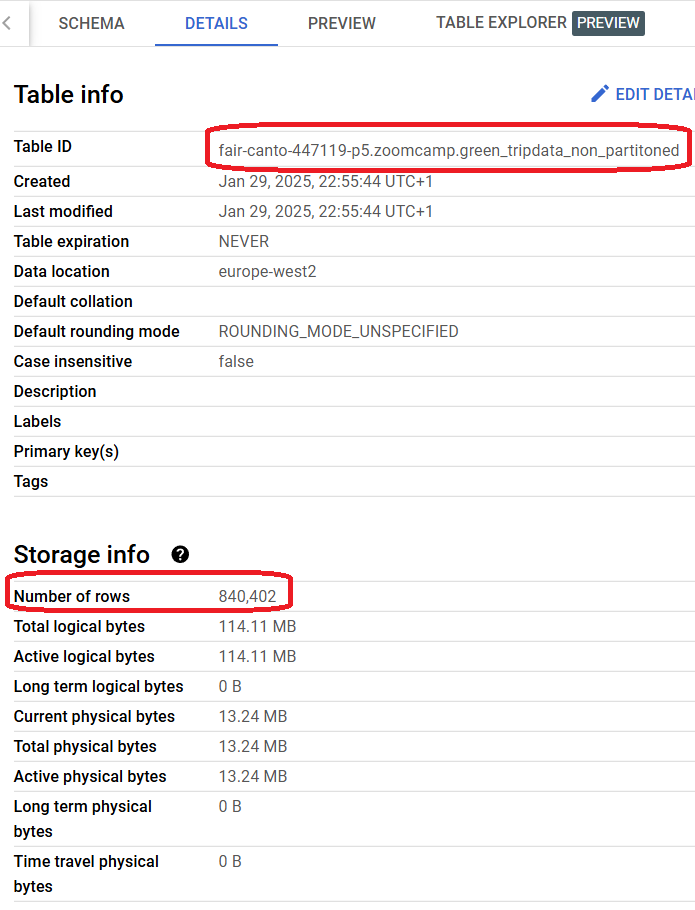 SCHEMA DETAILS PREVIEW TABLE EXPLORER PREVIEW
Table info EDIT DETA
Table ID fair-canto-447119-p5.zoomcamp.green_tripdata_non_partitoned
Created Jan 29, 2025, 22:55:44 UTC+1
Last modified Jan 29, 2025, 22:55:44 UTC+1
Table expiration NEVER
Data location europe-west2
Default collation
Default rounding mode ROUNDING_MODE_UNSPECIFIED
Case insensitive false
Description
Labels
Primary key(s)
Tags
Storage info ?
Number of rows 840,402
Total logical bytes 114.11 MB
Active logical bytes 114.11 MB
Long term logical bytes 0 B
Current physical bytes 13.24 MB
Total physical bytes 13.24 MB
Active physical bytes 13.24 MB
Long term physical 0 B
bytes
Time travel physical 0 B
bytes